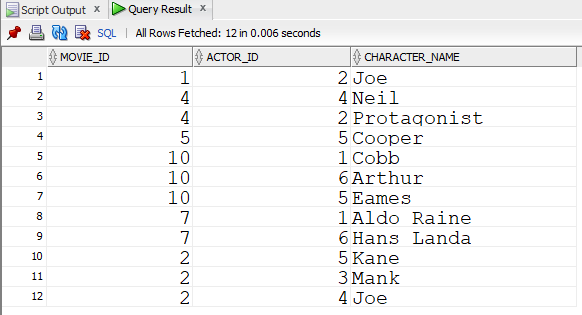 Script Output x Query Result x
SQL | All Rows Fetched: 12 in 0.006 seconds
MOVIE_ID ACTOR_ID CHARACTER_NAME
1 1 2 Joe
2 4 4 Neil
3 4 2 Protagonist
4 5 5 Cooper
5 10 1 Cobb
6 10 6 Arthur
7 10 5 Eames
8 7 1 Aldo Raine
9 7 6 Hans Landa
10 2 5 Kane
11 2 3 Mank
12 2 4 Joe